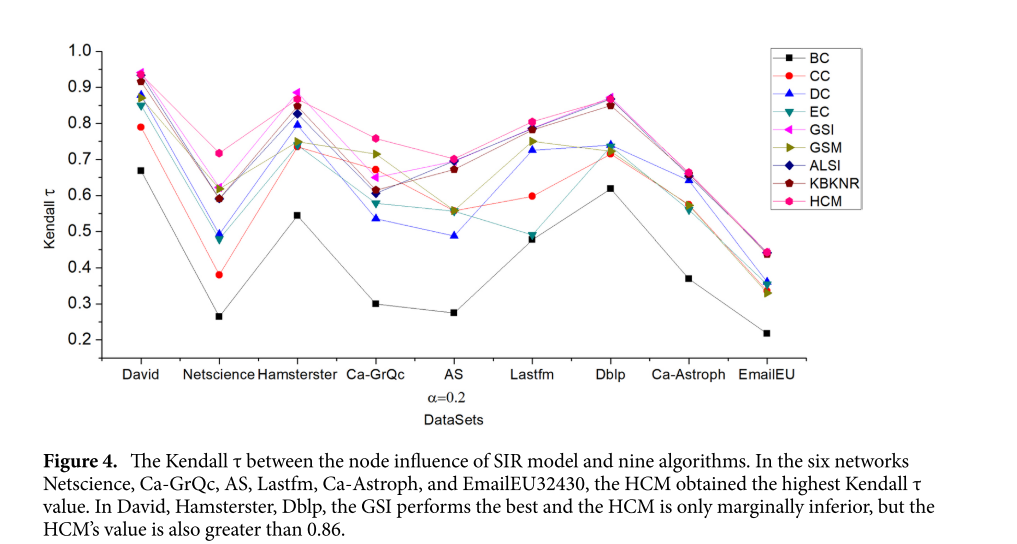 1.0
0.9
0.8
0.7
0.6
0.5
0.4
0.3
0.2
Kendall τ
BC
CC
DC
EC
GSI
GSM
ALSI
KBKNR
HCM
David Netscience Hamsterster Ca-GrQc AS Lastfm Dblp Ca-Astroph EmailEU
α=0.2
DataSets
Figure 4. The Kendall τ between the node influence of SIR model and nine algorithms. In the six networks
Netscience, Ca-GrQc, AS, Lastfm, Ca-Astroph, and EmailEU32430, the HCM obtained the highest Kendall τ
value. In David, Hamsterster, Dblp, the GSI performs the best and the HCM is only marginally inferior, but the
HCM’s value is also greater than 0.86.